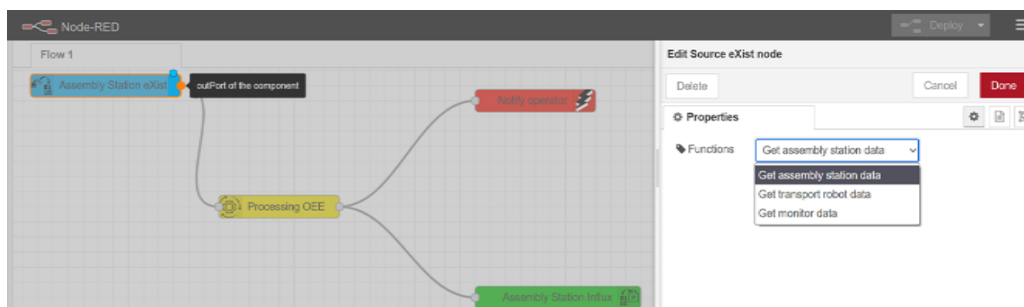 Node-RED
Deploy
Flow 1
Edit Source eXist node
Assembly Station eXist
outPort of the component
Delete
Cancel
Done
Notify operator
Properties
Functions
Get assembly station data
Get assembly station data
Get transport robot data
Get monitor data
Processing OEE
Assembly Station Influx